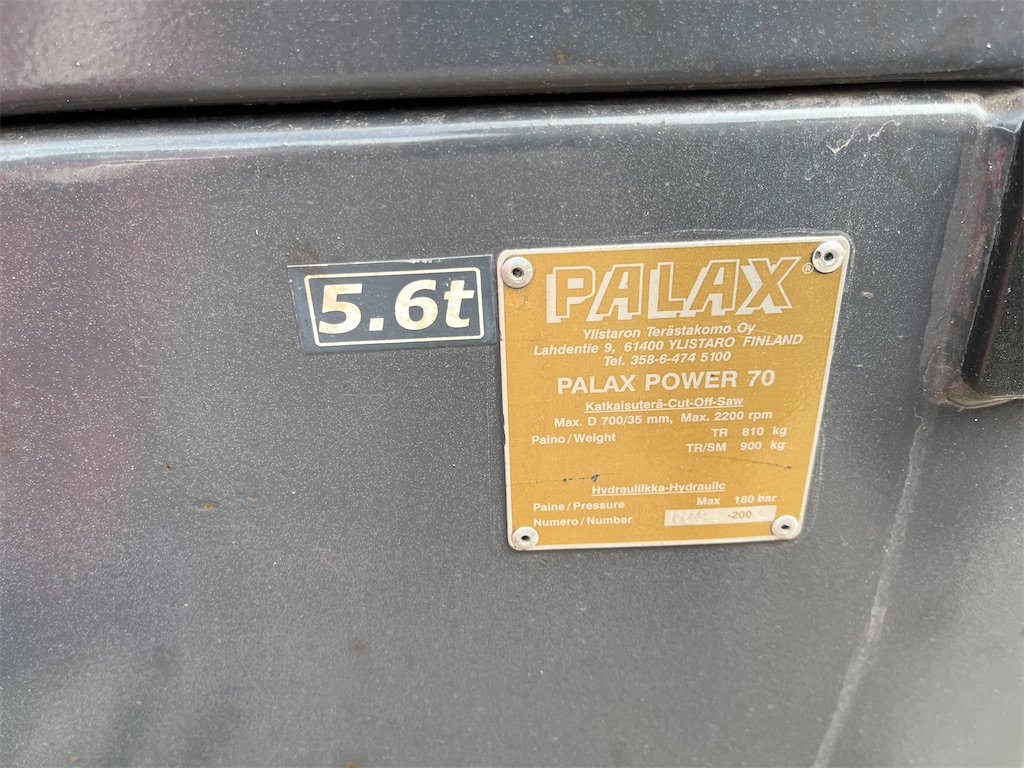 5.6t
PALAX®
Ylistaron Terästakomo Oy
Lahdentie 9, 61400 YLISTARO FINLAND
Tel. 358-6-474 5100
PALAX POWER 70
Katkaisuterä-Cut-Off-Saw
Max. D 700/35 mm, Max. 2200 rpm
Paino/Weight TR 810 kg
TR/SM 900 kg
Hydrauliikka-Hydraulic
Paine/Pressure Max 180 bar
Numero/Number -200